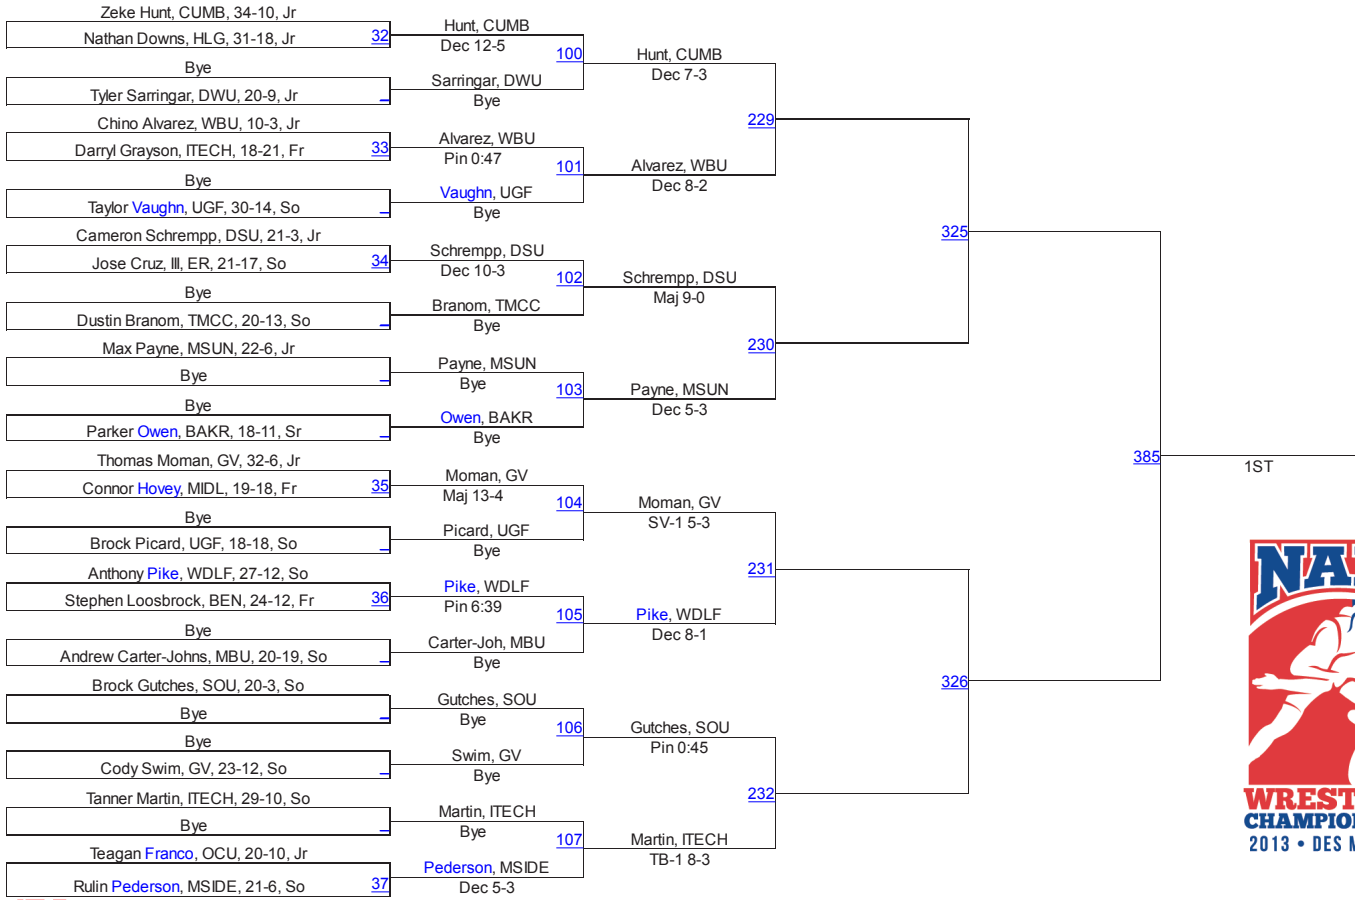 Zeke Hunt, CUMB, 34-10, Jr
Nathan Downs, HLG, 31-18, Jr
32
Bye
Tyler Sarringar, DWU, 20-9, Jr
Chino Alvarez, WBU, 10-3, Jr
Darryl Grayson, ITECH, 18-21, Fr
33
Bye
Taylor Vaughn, UGF, 30-14, So
Cameron Schrempp, DSU, 21-3, Jr
Jose Cruz, III, ER, 21-17, So
34
Bye
Dustin Branom, TMCC, 20-13, So
Max Payne, MSUN, 22-6, Jr
Bye
Bye
Parker Owen, BAKR, 18-11, Sr
Thomas Moman, GV, 32-6, Jr
Connor Hovey, MIDL, 19-18, Fr
35
Bye
Brock Picard, UGF, 18-18, So
Anthony Pike, WDLF, 27-12, So
Stephen Loosbrock, BEN, 24-12, Fr
36
Bye
Andrew Carter-Johns, MBU, 20-19, So
Brock Gutches, SOU, 20-3, So
Bye
Bye
Cody Swim, GV, 23-12, So
Tanner Martin, ITECH, 29-10, So
Bye
Teagan Franco, OCU, 20-10, Jr
Rulin Pederson, MSIDE, 21-6, So
37
Hunt, CUMB
Dec 12-5
100
Sarringar, DWU
Bye
Alvarez, WBU
Pin 0:47
101
Vaughn, UGF
Bye
Schrempp, DSU
Dec 10-3
102
Branom, TMCC
Bye
Payne, MSUN
Bye
103
Owen, BAKR
Bye
Moman, GV
Maj 13-4
104
Picard, UGF
Bye
Pike, WDLF
Pin 6:39
105
Carter-Joh, MBU
Bye
Gutches, SOU
Bye
106
Swim, GV
Bye
Martin, ITECH
Bye
107
Pederson, MSIDE
Dec 5-3
Hunt, CUMB
Dec 7-3
229
Alvarez, WBU
Dec 8-2
Schrempp, DSU
Maj 9-0
230
Payne, MSUN
Dec 5-3
Moman, GV
SV-1 5-3
231
Pike, WDLF
Dec 8-1
Gutches, SOU
Pin 0:45
232
Martin, ITECH
TB-1 8-3
325
326
385
1ST
NA
WREST
CHAMPION
2013 • DES M